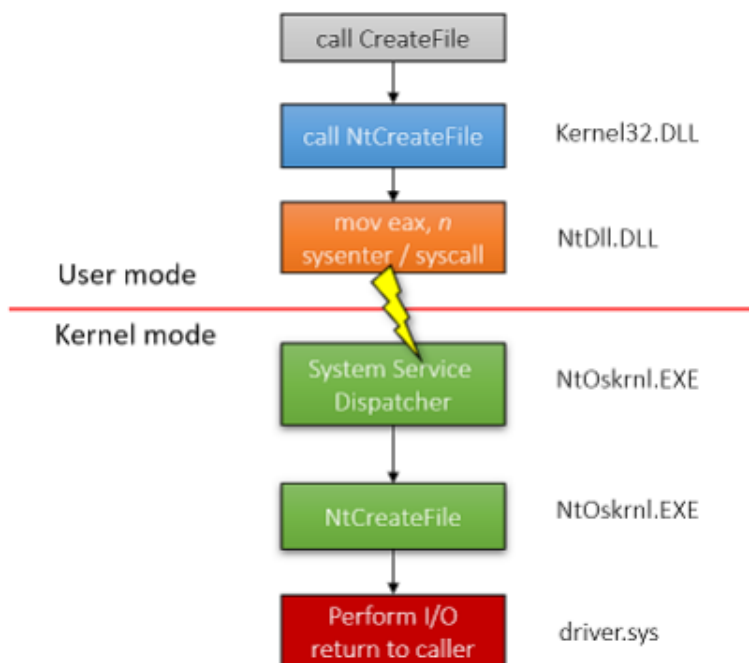 call CreateFile
call NtCreateFile
Kernel32.DLL
mov eax, n
sysenter / syscall
NtDll.DLL
User mode
Kernel mode
System Service
Dispatcher
NtOskrnl.EXE
NtCreateFile
NtOskrnl.EXE
Perform I/O
return to caller
driver.sys